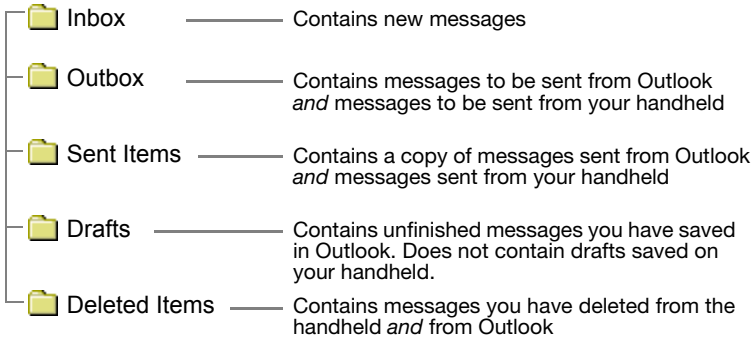 Inbox
Contains new messages
Outbox
Contains messages to be sent from Outlook
and messages to be sent from your handheld
Sent Items
Contains a copy of messages sent from Outlook
and messages sent from your handheld
Drafts
Contains unfinished messages you have saved
in Outlook. Does not contain drafts saved on
your handheld.
Deleted Items
Contains messages you have deleted from the
handheld and from Outlook